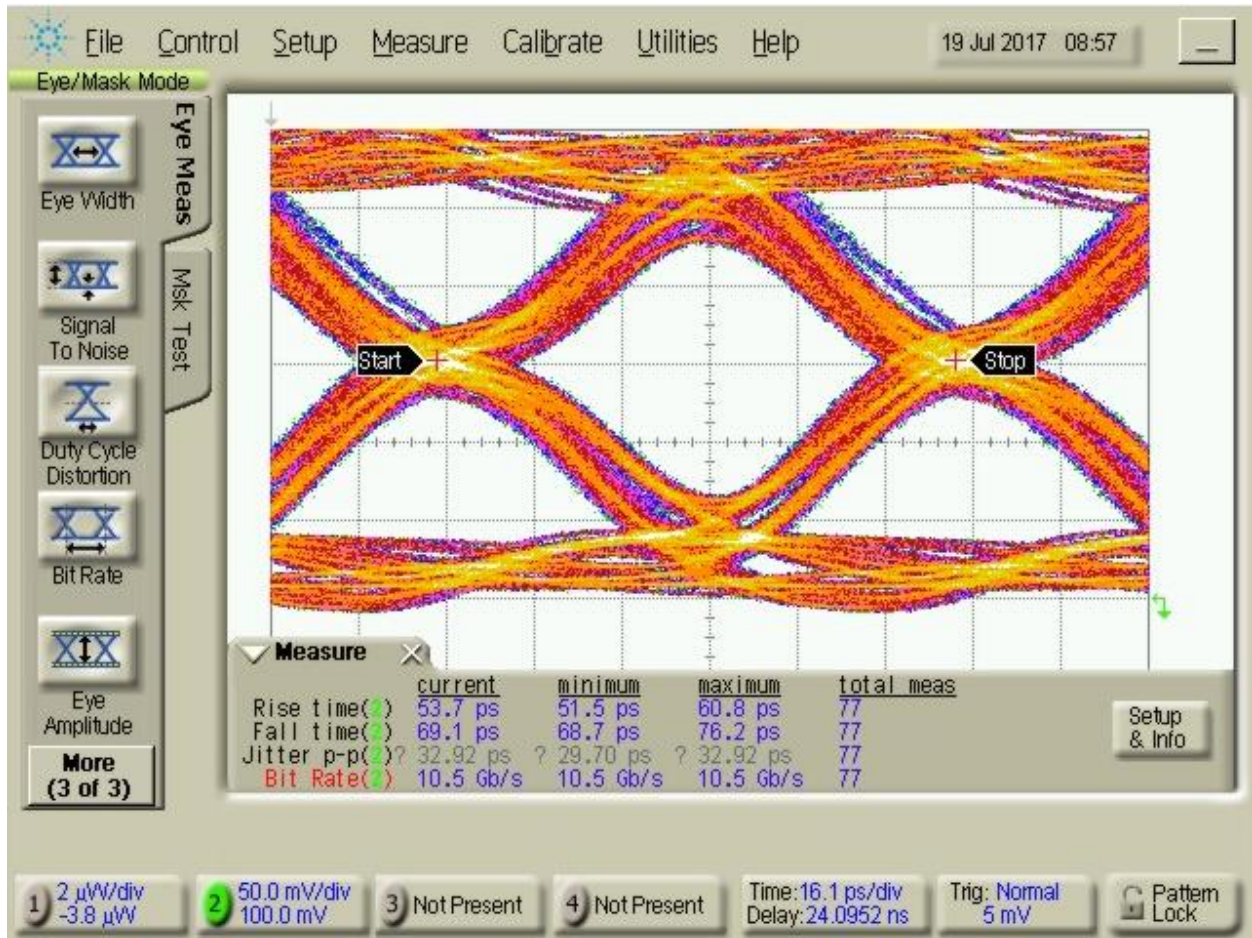 File Control Setup Measure Calibrate Utilities Help 19 Jul 2017 08:57
Eye/Mask Mode
Eye Meas
Msk Test
Eye Width
Signal
To Noise
Duty Cycle
Distortion
Bit Rate
Eye
Amplitude
More
(3 of 3)
Start
Stop
Measure
current minimum maximum total meas
Rise time(2) 53.7 ps 51.5 ps 60.8 ps 77
Fall time(2) 69.1 ps 68.7 ps 76.2 ps 77
Jitter p-p(2)? 32.92 ps ? 29.70 ps ? 32.92 ps 77
Bit Rate(2) 10.5 Gb/s 10.5 Gb/s 10.5 Gb/s 77
Setup
& Info
1 2 µW/div
-3.8 µW
2 50.0 mV/div
100.0 mV
3 Not Present
4 Not Present
Time:16.1 ps/div
Delay:24.0952 ns
Trig: Normal
5 mV
Pattern
Lock